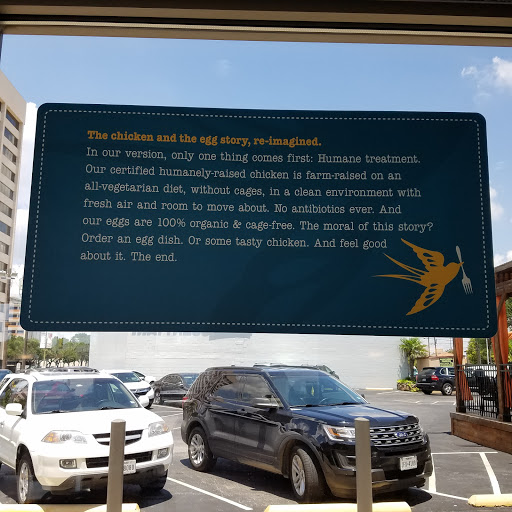 The chicken and the egg story, re-imagined.
In our version, only one thing comes first: Humane treatment.
Our certified humanely-raised chicken is farm-raised on an
all-vegetarian diet, without cages, in a clean environment with
fresh air and room to move about. No antibiotics ever. And
our eggs are 100% organic & cage-free. The moral of this story?
Order an egg dish. Or some tasty chicken. And feel good
about it. The end.